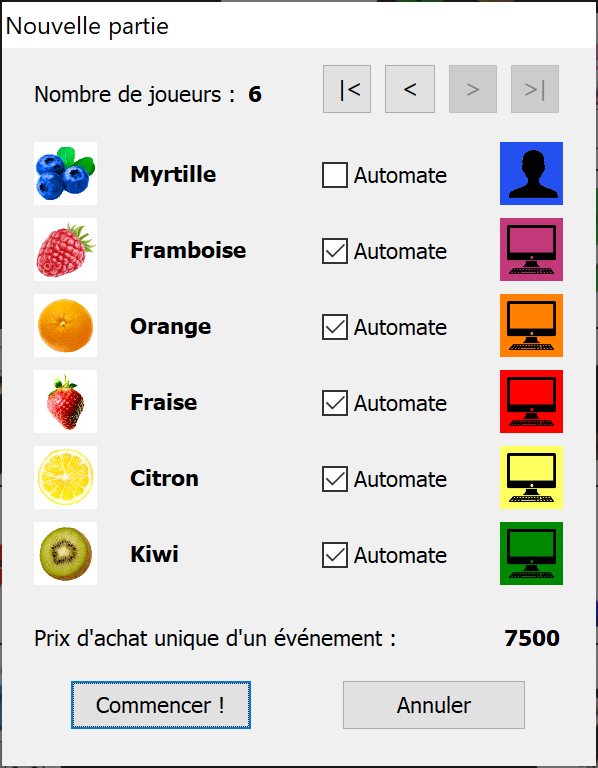 Nouvelle partie
Nombre de joueurs : 6 |< < > >|
Myrtille Automate
Framboise Automate
Orange Automate
Fraise Automate
Citron Automate
Kiwi Automate
Prix d'achat unique d'un événement : 7500
Commencer ! Annuler